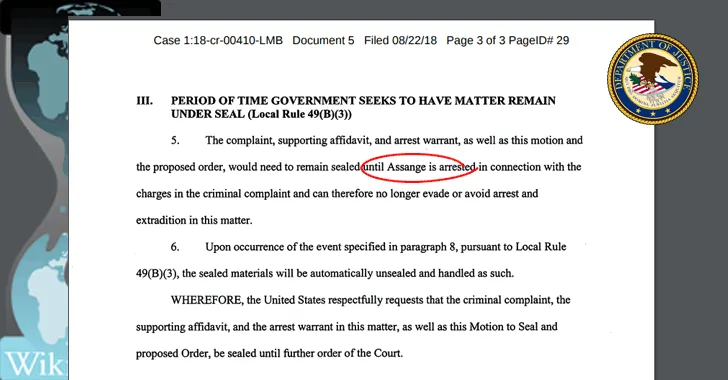 Case 1:18-cr-00410-LMB Document 5 Filed 08/22/18 Page 3 of 3 PageID# 29
DEPARTMENT OF JUSTICE
III. PERIOD OF TIME GOVERNMENT SEEKS TO HAVE MATTER REMAIN
UNDER SEAL (Local Rule 49(B)(3))
5. The complaint, supporting affidavit, and arrest warrant, as well as this motion and
the proposed order, would need to remain sealed until Assange is arrested in connection with the
charges in the criminal complaint and can therefore no longer evade or avoid arrest and
extradition in this matter.
6. Upon occurrence of the event specified in paragraph 8, pursuant to Local Rule
49(B)(3), the sealed materials will be automatically unsealed and handled as such.
WHEREFORE, the United States respectfully requests that the criminal complaint, the
supporting affidavit, and the arrest warrant in this matter, as well as this Motion to Seal and
proposed Order, be sealed until further order of the Court.
Wik